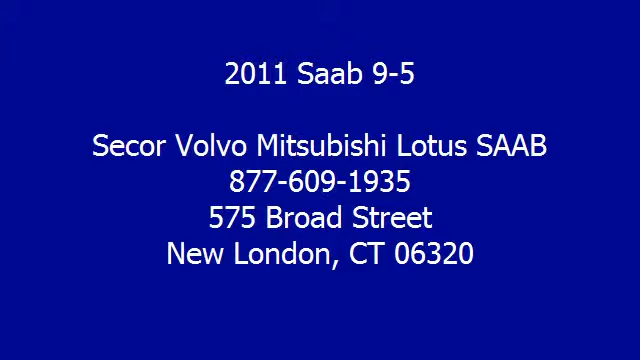 2011 Saab 9-5
Secor Volvo Mitsubishi Lotus SAAB
877-609-1935
575 Broad Street
New London, CT 06320